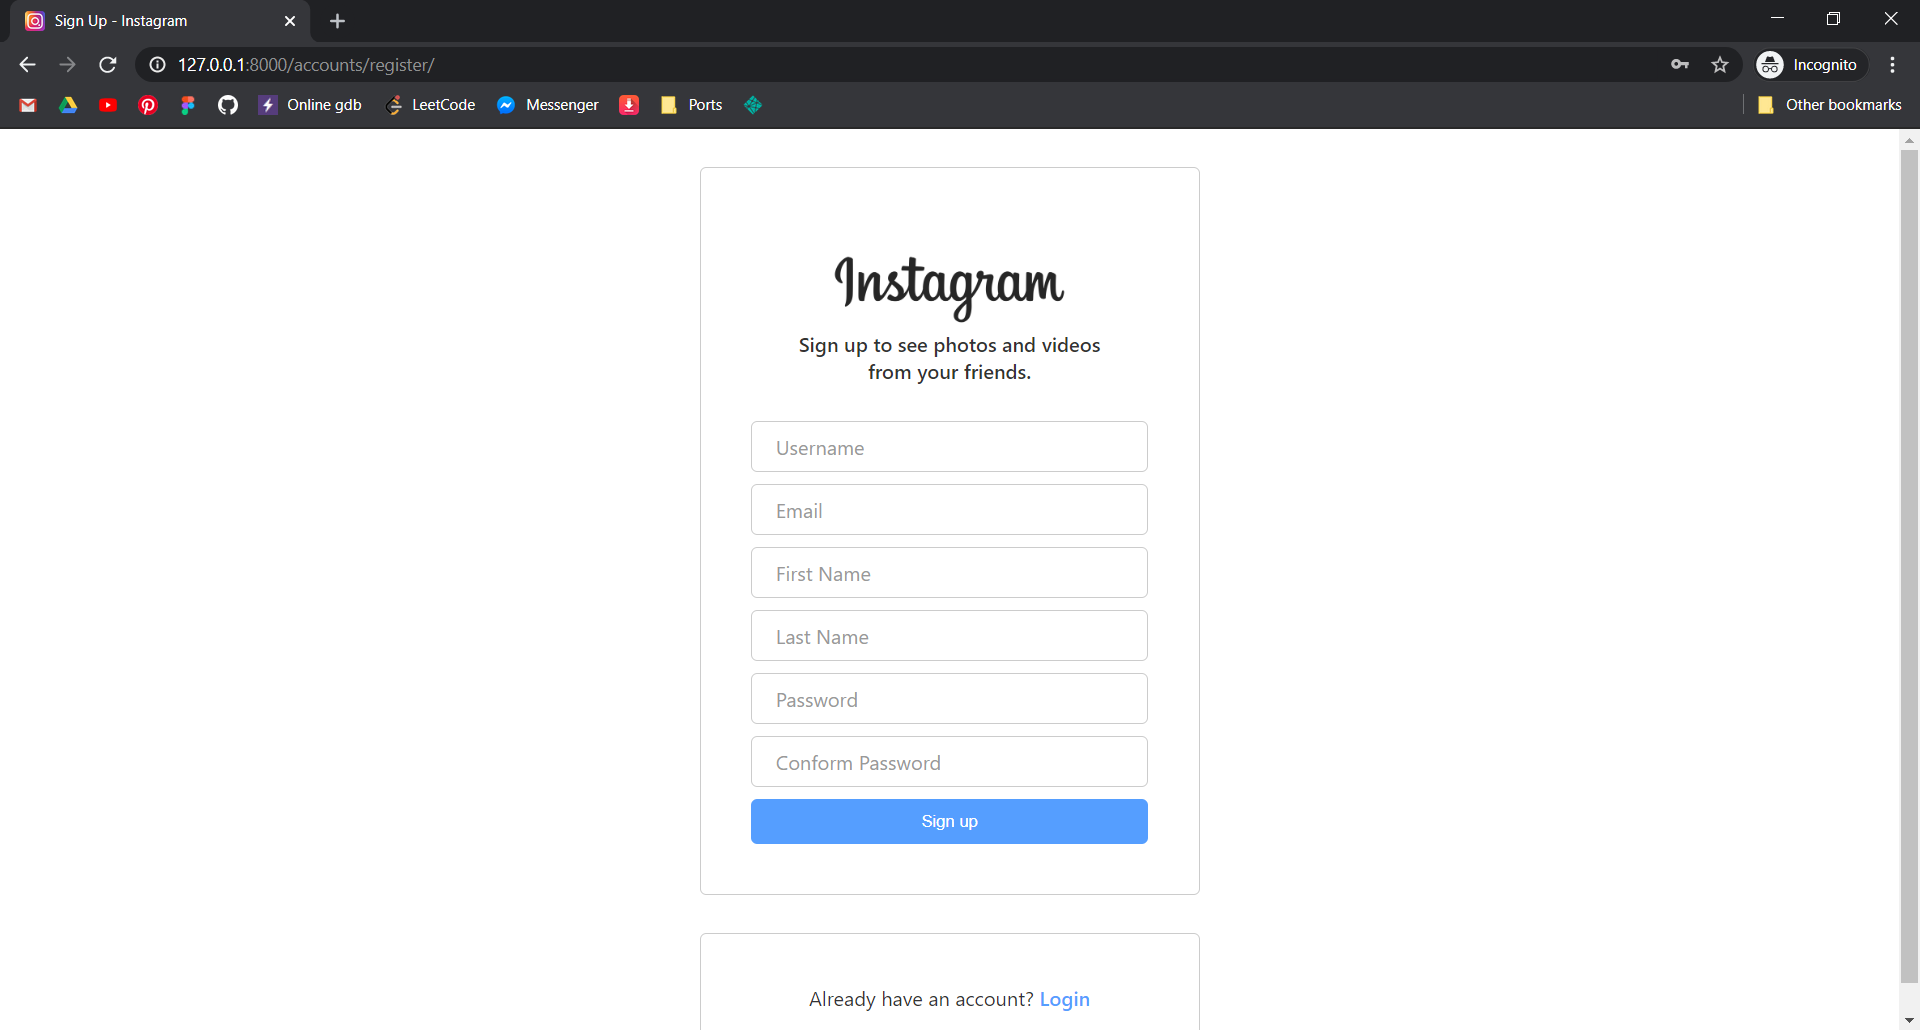 Sign Up - Instagram
127.0.0.1:8000/accounts/register/
Incognito
Online gdb
LeetCode
Messenger
Ports
Other bookmarks
Instagram
Sign up to see photos and videos
from your friends.
Username
Email
First Name
Last Name
Password
Conform Password
Sign up
Already have an account? Login